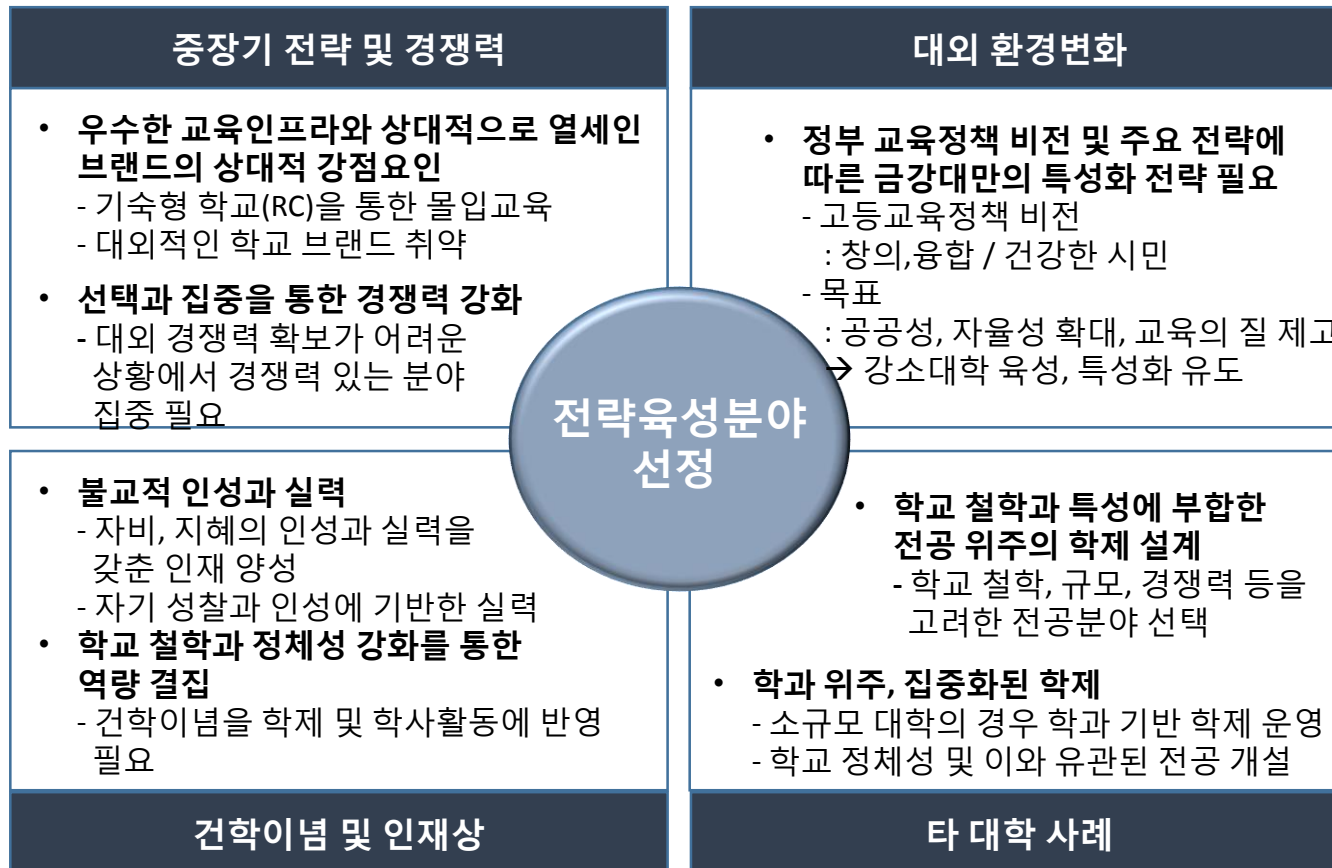 중장기 전략 및 경쟁력
• 우수한 교육인프라와 상대적으로 열세인
브랜드의 상대적 강점요인
- 기숙형 학교(RC)을 통한 몰입교육
- 대외적인 학교 브랜드 취약
• 선택과 집중을 통한 경쟁력 강화
- 대외 경쟁력 확보가 어려운
상황에서 경쟁력 있는 분야
집중 필요
대외 환경변화
• 정부 교육정책 비전 및 주요 전략에
따른 금강대만의 특성화 전략 필요
- 고등교육정책 비전
: 창의,융합 / 건강한 시민
- 목표
: 공공성, 자율성 확대, 교육의 질 제고
→ 강소대학 육성, 특성화 유도
전략육성분야
선정
• 불교적 인성과 실력
- 자비, 지혜의 인성과 실력을
갖춘 인재 양성
- 자기 성찰과 인성에 기반한 실력
• 학교 철학과 정체성 강화를 통한
역량 결집
- 건학이념을 학제 및 학사활동에 반영
필요
건학이념 및 인재상
• 학교 철학과 특성에 부합한
전공 위주의 학제 설계
- 학교 철학, 규모, 경쟁력 등을
고려한 전공분야 선택
• 학과 위주, 집중화된 학제
- 소규모 대학의 경우 학과 기반 학제 운영
- 학교 정체성 및 이와 유관된 전공 개설
타 대학 사례